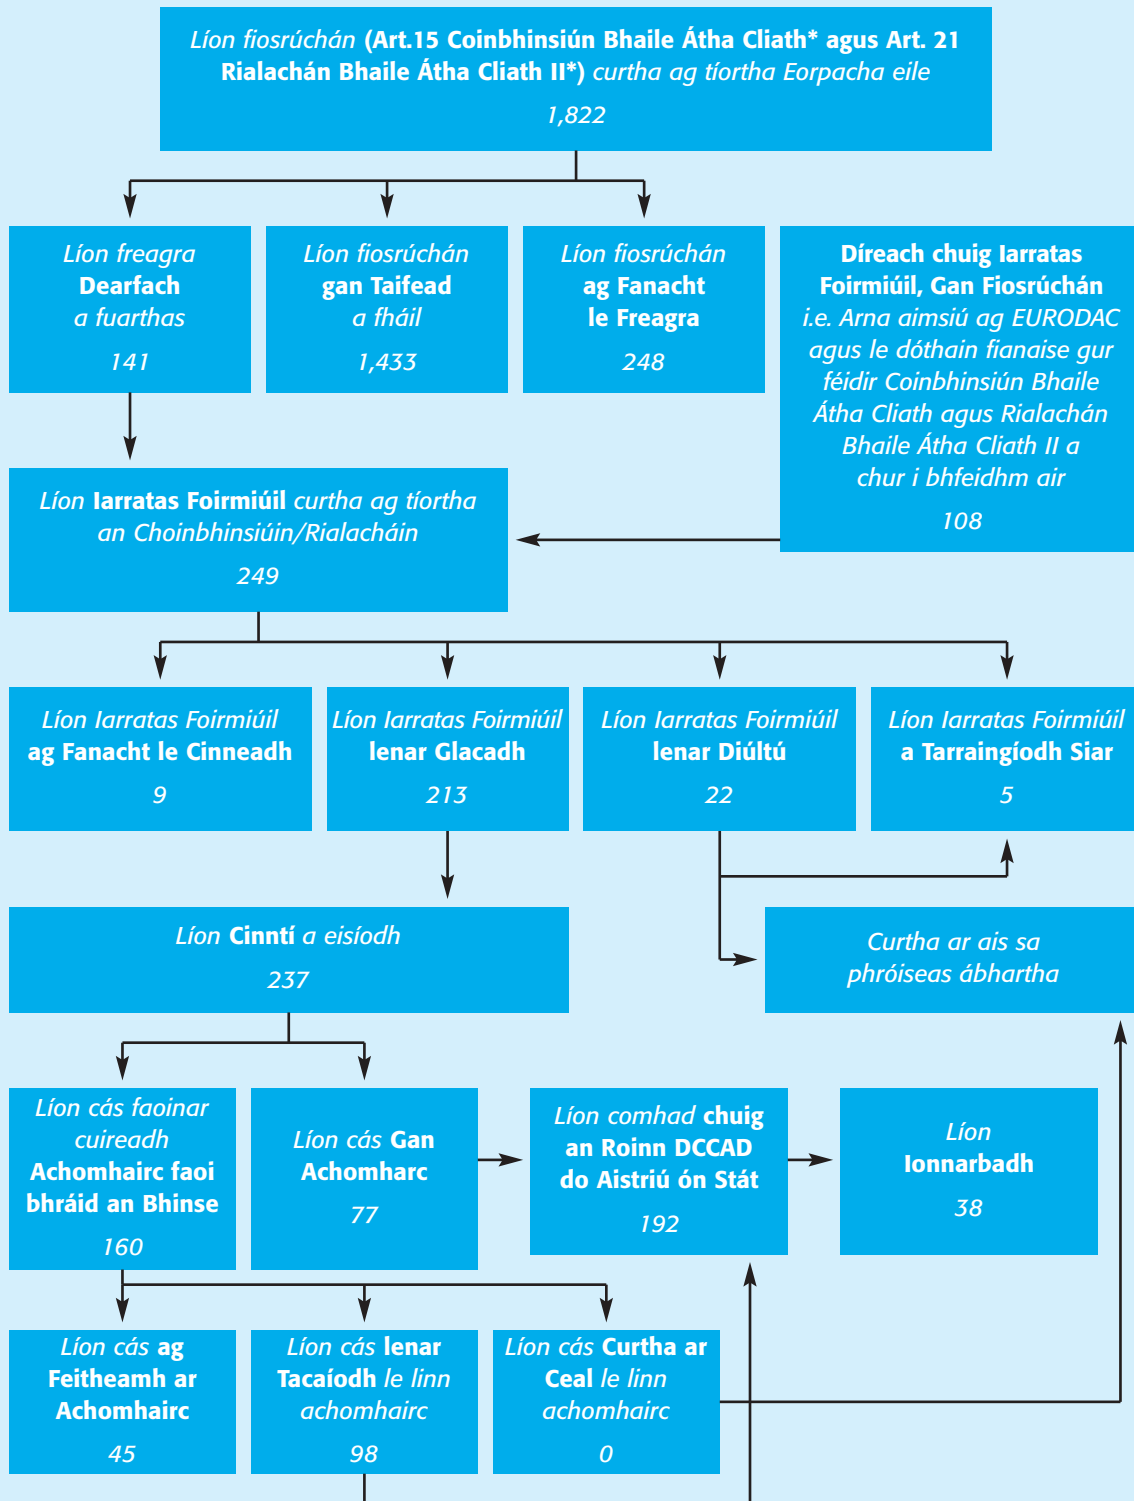 Líon fiosrúchán (Art.15 Coinbhinsiún Bhaile Átha Cliath* agus Art. 21
Rialachán Bhaile Átha Cliath II*) curtha ag tíortha Eorpacha eile
1,822
Líon freagra
Dearfach
a fuarthas
141
Líon fiosrúchán
gan Taifead
a fháil
1,433
Líon fiosrúchán
ag Fanacht
le Freagra
248
Díreach chuig Iarratas
Foirmiúil, Gan Fiosrúchán
i.e. Arna aimsiú ag EURODAC
agus le dóthain fianaise gur
féidir Coinbhinsiún Bhaile
Átha Cliath agus Rialachán
Bhaile Átha Cliath II a
chur i bhfeidhm air
108
Líon Iarratas Foirmiúil curtha ag tíortha
an Choinbhinsiúin/Rialacháin
249
Líon Iarratas Foirmiúil
ag Fanacht le Cinneadh
9
Líon Iarratas Foirmiúil
lenar Glacadh
213
Líon Iarratas Foirmiúil
lenar Diúltú
22
Líon Iarratas Foirmiúil
a Tarraingíodh Siar
5
Líon Cinntí a eisíodh
237
Curtha ar ais sa
phróiseas ábhartha
Líon cás faoinar
cuireadh
Achomhairc faoi
bhráid an Bhinse
160
Líon cás Gan
Achomharc
77
Líon comhad chuig
an Roinn DCCAD
do Aistriú ón Stát
192
Líon
Ionnarbadh
38
Líon cás ag
Feitheamh ar
Achomhairc
45
Líon cás lenar
Tacaíodh le linn
achomhairc
98
Líon cás Curtha ar
Ceal le linn
achomhairc
0